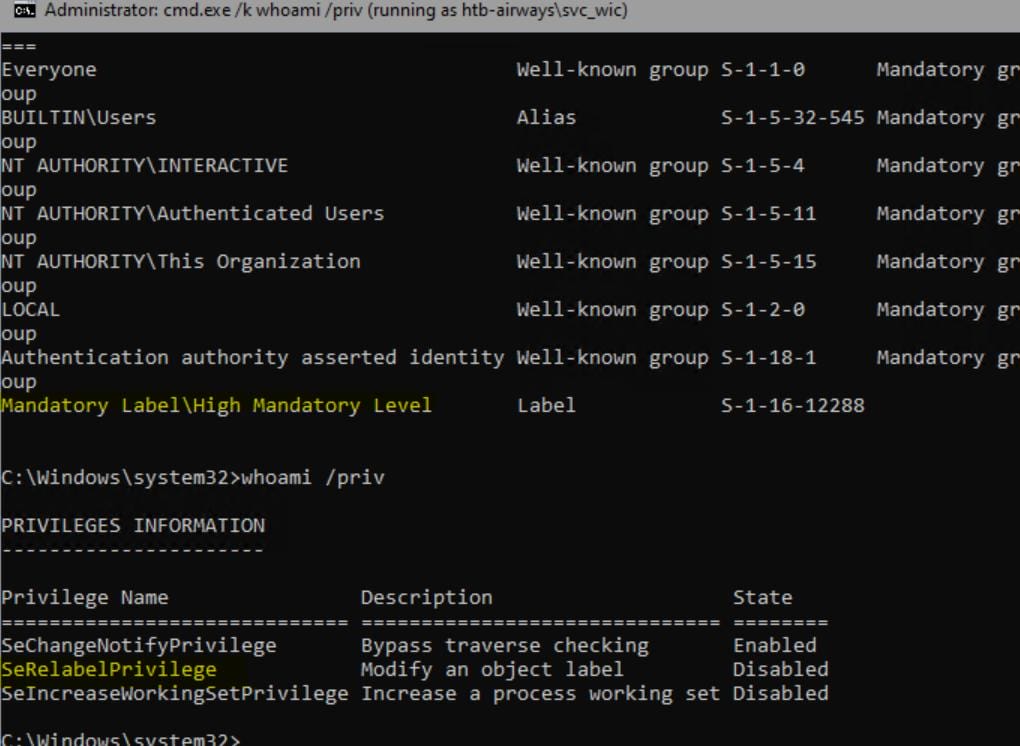 Administrator: cmd.exe /k whoami /priv (running as htb-airways\svc_wic)
===
Everyone Well-known group S-1-1-0 Mandatory gr
oup
BUILTIN\Users Alias S-1-5-32-545 Mandatory gr
oup
NT AUTHORITY\INTERACTIVE Well-known group S-1-5-4 Mandatory gr
oup
NT AUTHORITY\Authenticated Users Well-known group S-1-5-11 Mandatory gr
oup
NT AUTHORITY\This Organization Well-known group S-1-5-15 Mandatory gr
oup
LOCAL Well-known group S-1-2-0 Mandatory gr
oup
Authentication authority asserted identity Well-known group S-1-18-1 Mandatory gr
oup
Mandatory Label\High Mandatory Level Label S-1-16-12288
C:\Windows\system32>whoami /priv
PRIVILEGES INFORMATION
----------------------
Privilege Name Description State
============================= ============================== ========
SeChangeNotifyPrivilege Bypass traverse checking Enabled
SeRelabelPrivilege Modify an object label Disabled
SeIncreaseWorkingSetPrivilege Increase a process working set Disabled
C:\Windows\system32>